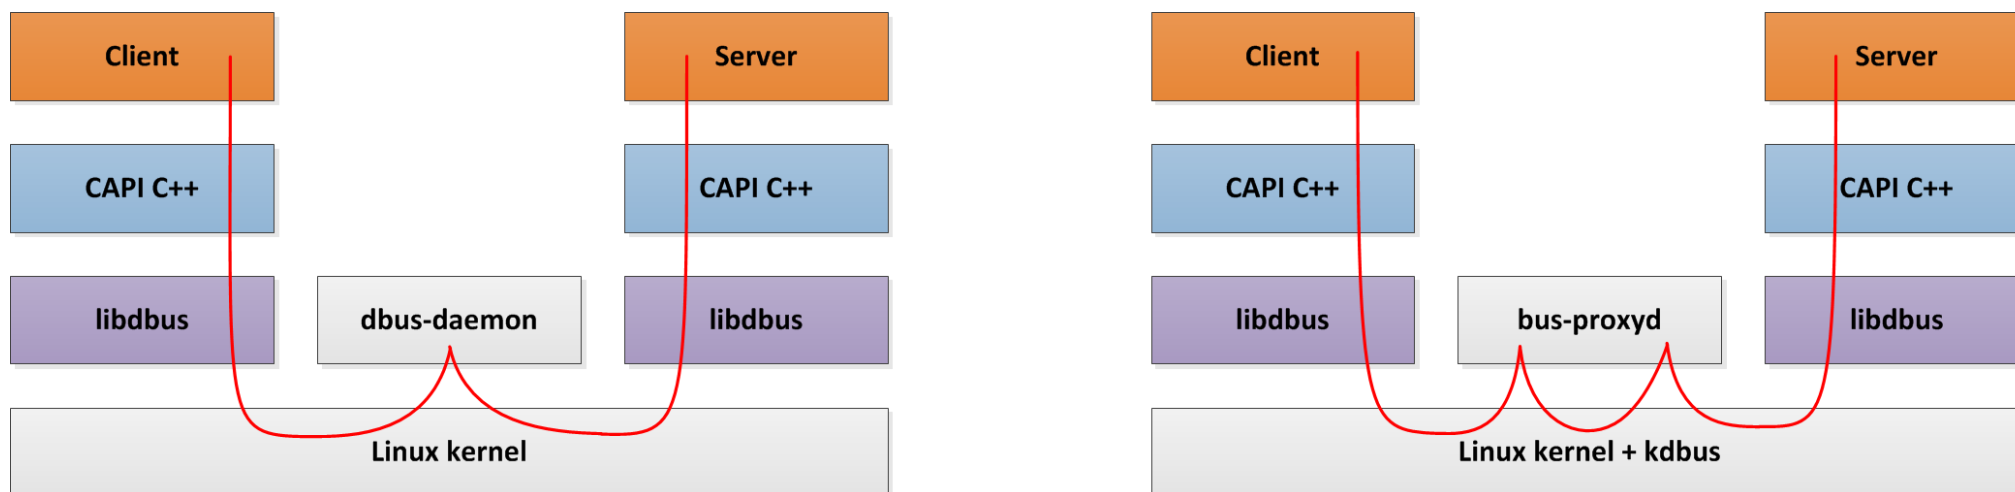 Client
Server
Client
Server
CAPI C++
CAPI C++
CAPI C++
CAPI C++
libdbus
dbus-daemon
libdbus
libdbus
bus-proxyd
libdbus
Linux kernel
Linux kernel + kdbus